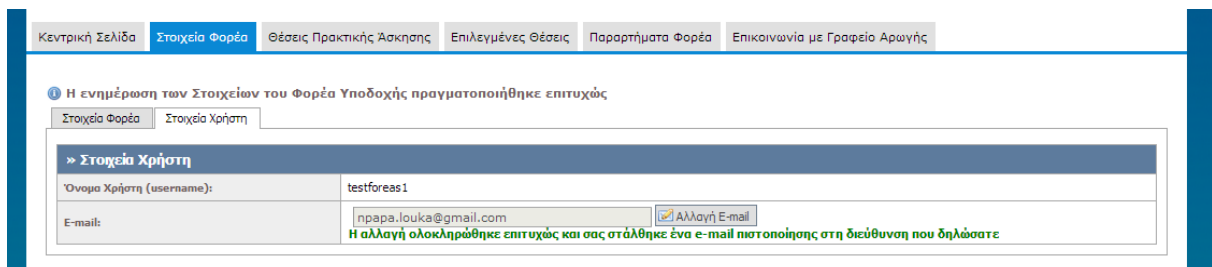 Κεντρική Σελίδα Στοιχεία Φορέα Θέσεις Πρακτικής Άσκησης Επιλεγμένες Θέσεις Παραρτήματα Φορέα Επικοινωνία με Γραφείο Αρωγής
Η ενημέρωση των Στοιχείων του Φορέα Υποδοχής πραγματοποιήθηκε επιτυχώς
Στοιχεία Φορέα Στοιχεία Χρήστη
» Στοιχεία Χρήστη
Όνομα Χρήστη (username): testforeas1
E-mail: npapa.louka@gmail.com Αλλαγή E-mail
Η αλλαγή ολοκληρώθηκε επιτυχώς και σας στάλθηκε ένα e-mail πιστοποίησης στη διεύθυνση που δηλώσατε